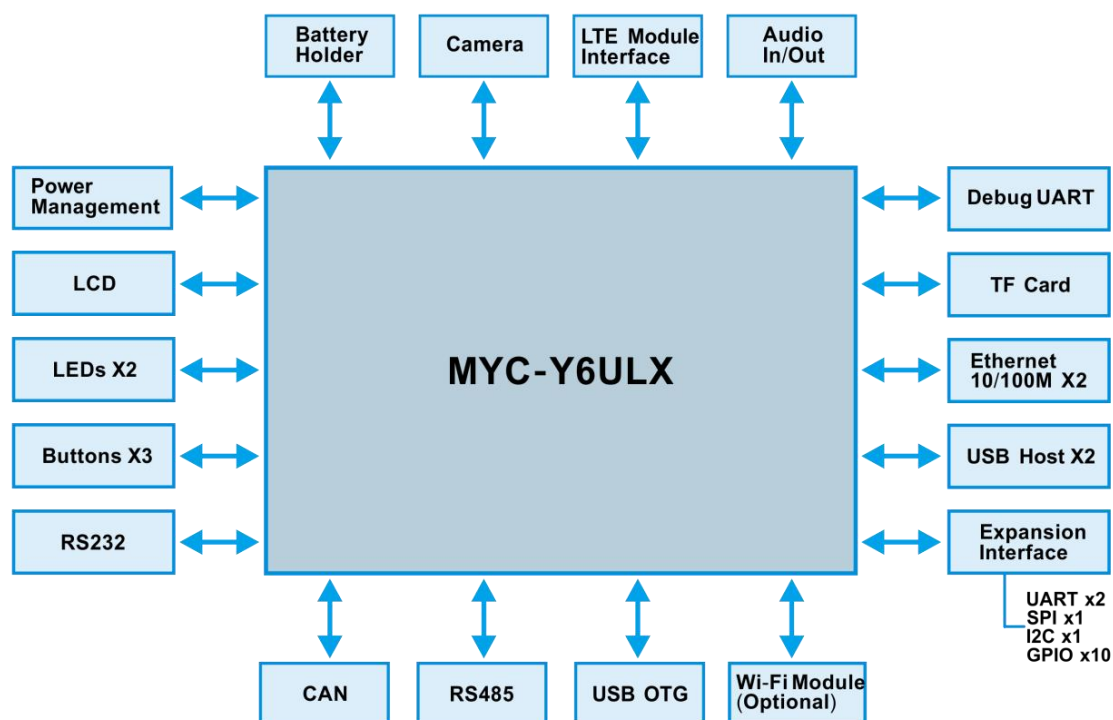 Battery
Holder
Camera
LTE Module
Interface
Audio
In/Out
Power
Management
LCD
LEDs X2
Buttons X3
RS232
MYC-Y6ULX
Debug UART
TF Card
Ethernet
10/100M X2
USB Host X2
Expansion
Interface
UART x2
SPI x1
I2C x1
GPIO x10
CAN
RS485
USB OTG
Wi-Fi Module
(Optional)